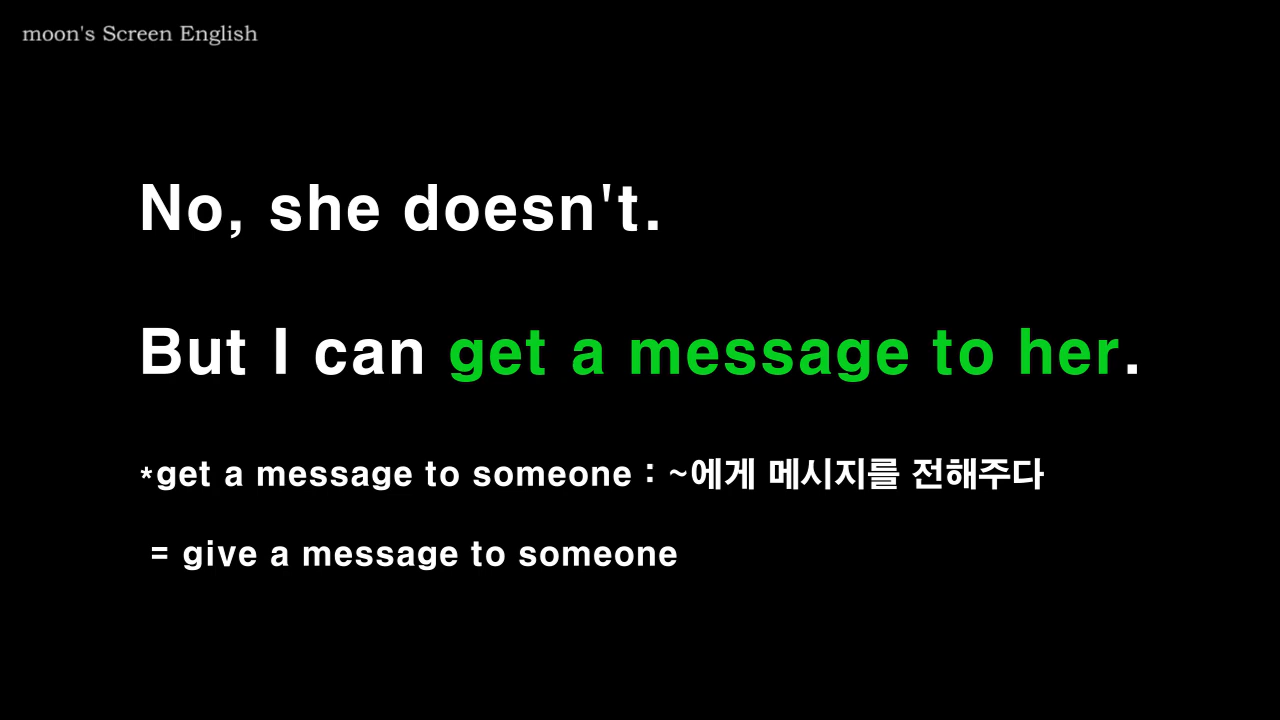 moon's Screen English
No, she doesn't.
But I can get a message to her.
*get a message to someone : ~에게 메시지를 전해주다
= give a message to someone